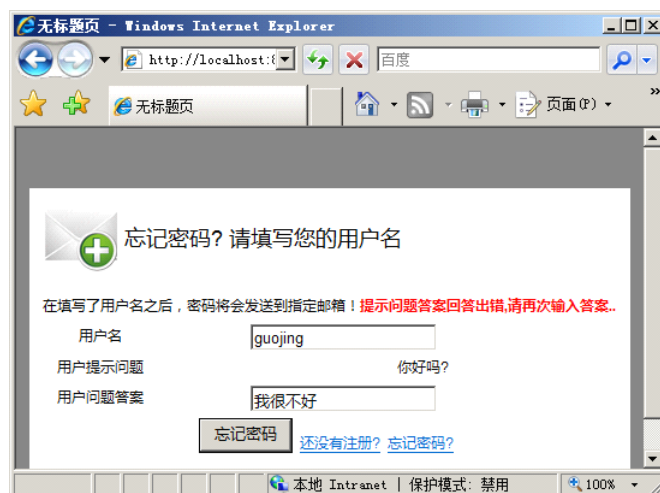 无标题页 - Windows Internet Explorer
http://localhost:
百度
无标题页
页面(P)
»
忘记密码? 请填写您的用户名
在填写了用户名之后，密码将会发送到指定邮箱！提示问题答案回答出错,请再次输入答案..
用户名 guojing
用户提示问题 你好吗?
用户问题答案 我很不好
忘记密码 还没有注册? 忘记密码?
本地 Intranet | 保护模式: 禁用 100%